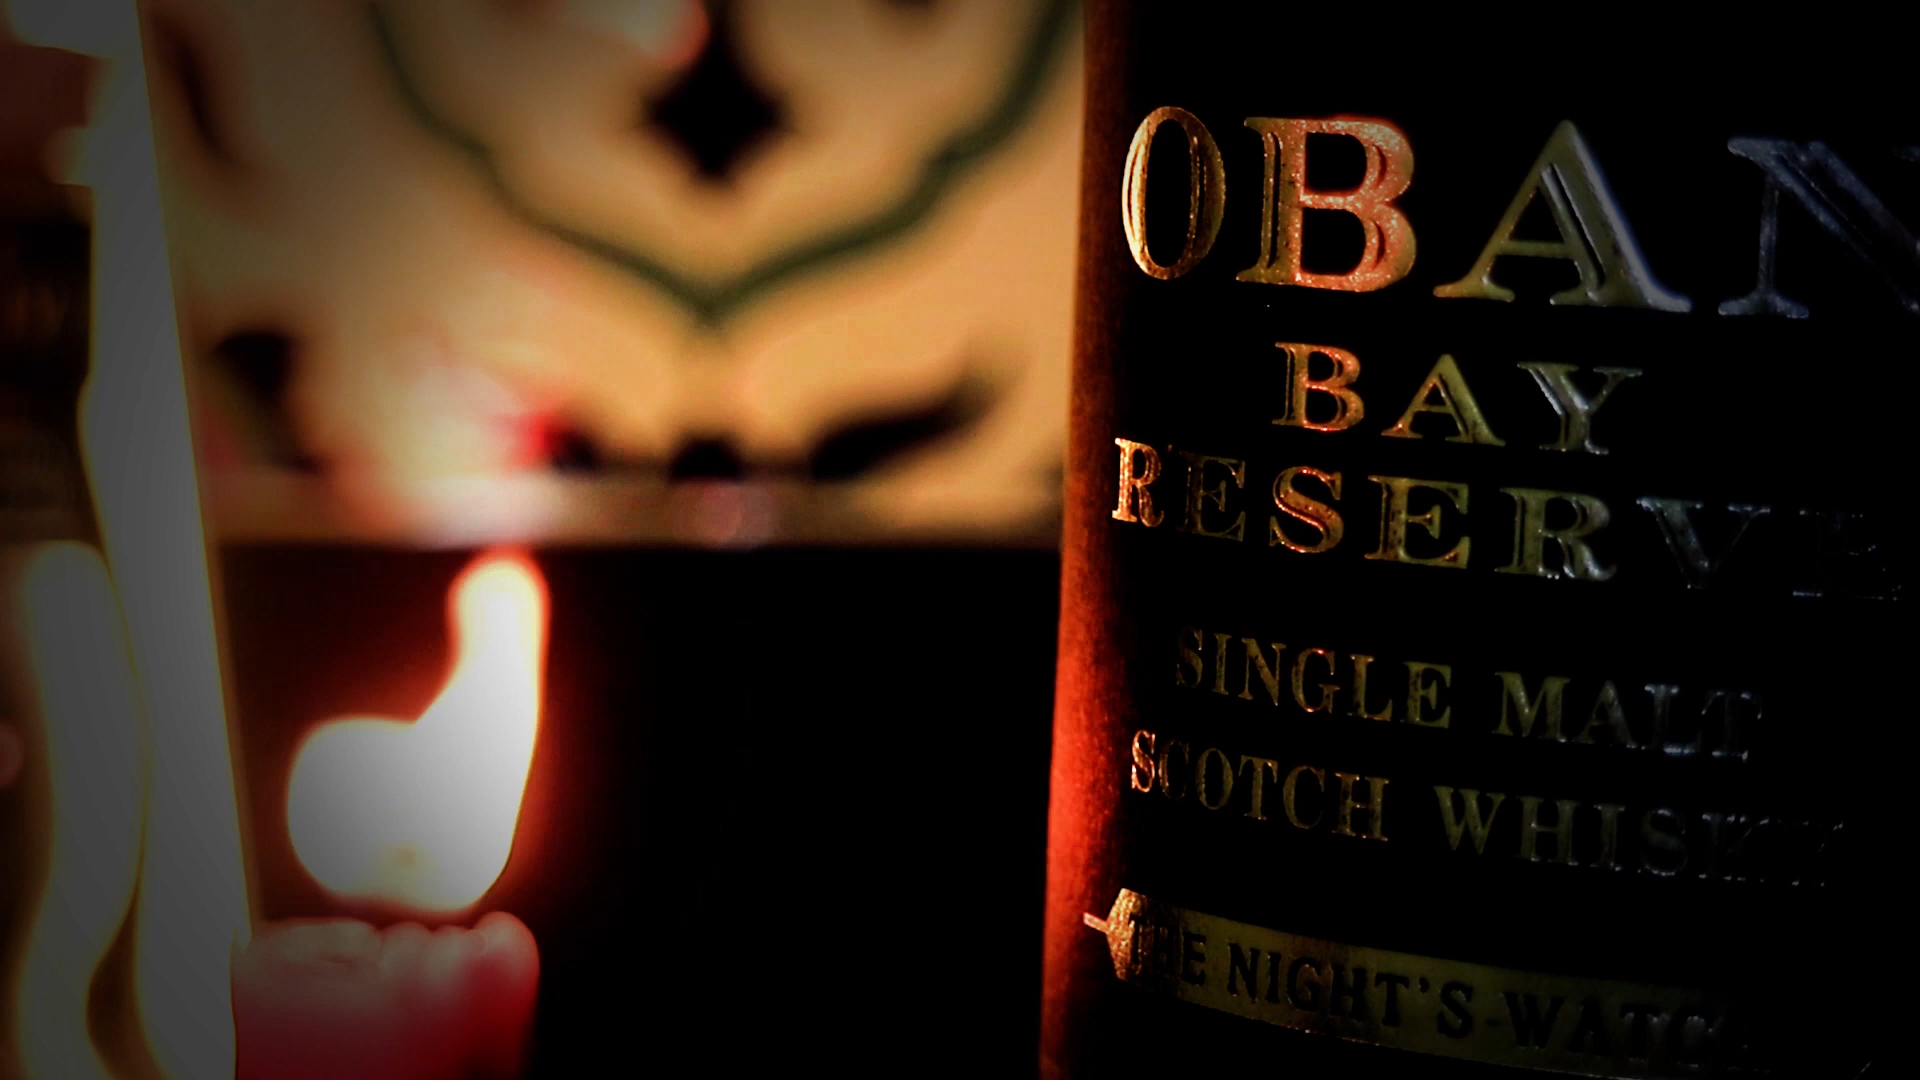 OBAN
BAY
RESERVE
SINGLE MALT
SCOTCH WHISKY
THE NIGHT'S WATCH